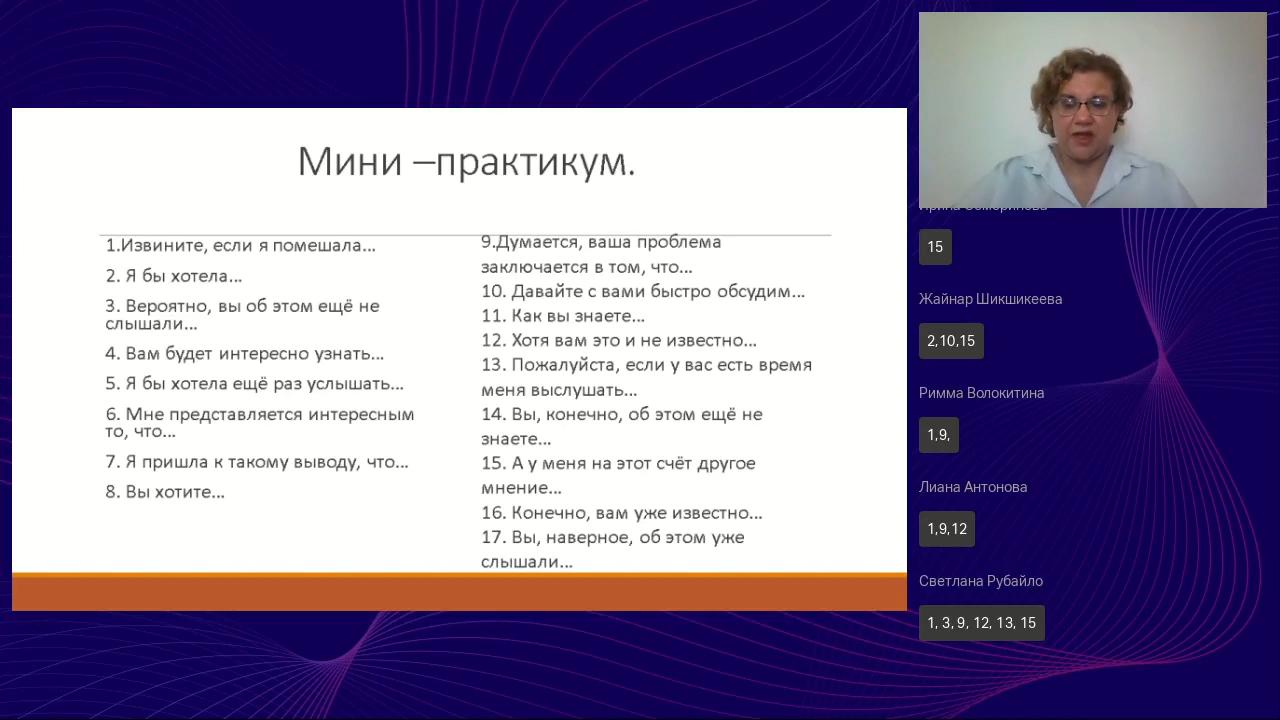 Мини –практикум.
1.Извините, если я помешала...
2. Я бы хотела...
3. Вероятно, вы об этом ещё не
слышали...
4. Вам будет интересно узнать...
5. Я бы хотела ещё раз услышать...
6. Мне представляется интересным
то, что...
7. Я пришла к такому выводу, что...
8. Вы хотите...
9.Думается, ваша проблема
заключается в том, что...
10. Давайте с вами быстро обсудим...
11. Как вы знаете...
12. Хотя вам это и не известно...
13. Пожалуйста, если у вас есть время
меня выслушать...
14. Вы, конечно, об этом ещё не
знаете...
15. А у меня на этот счёт другое
мнение...
16. Конечно, вам уже известно...
17. Вы, наверное, об этом уже
слышали...
15
Жайнар Шикшикеева
2,10,15
Римма Волокитина
1,9,
Лиана Антонова
1,9,12
Светлана Рубайло
1, 3, 9, 12, 13, 15